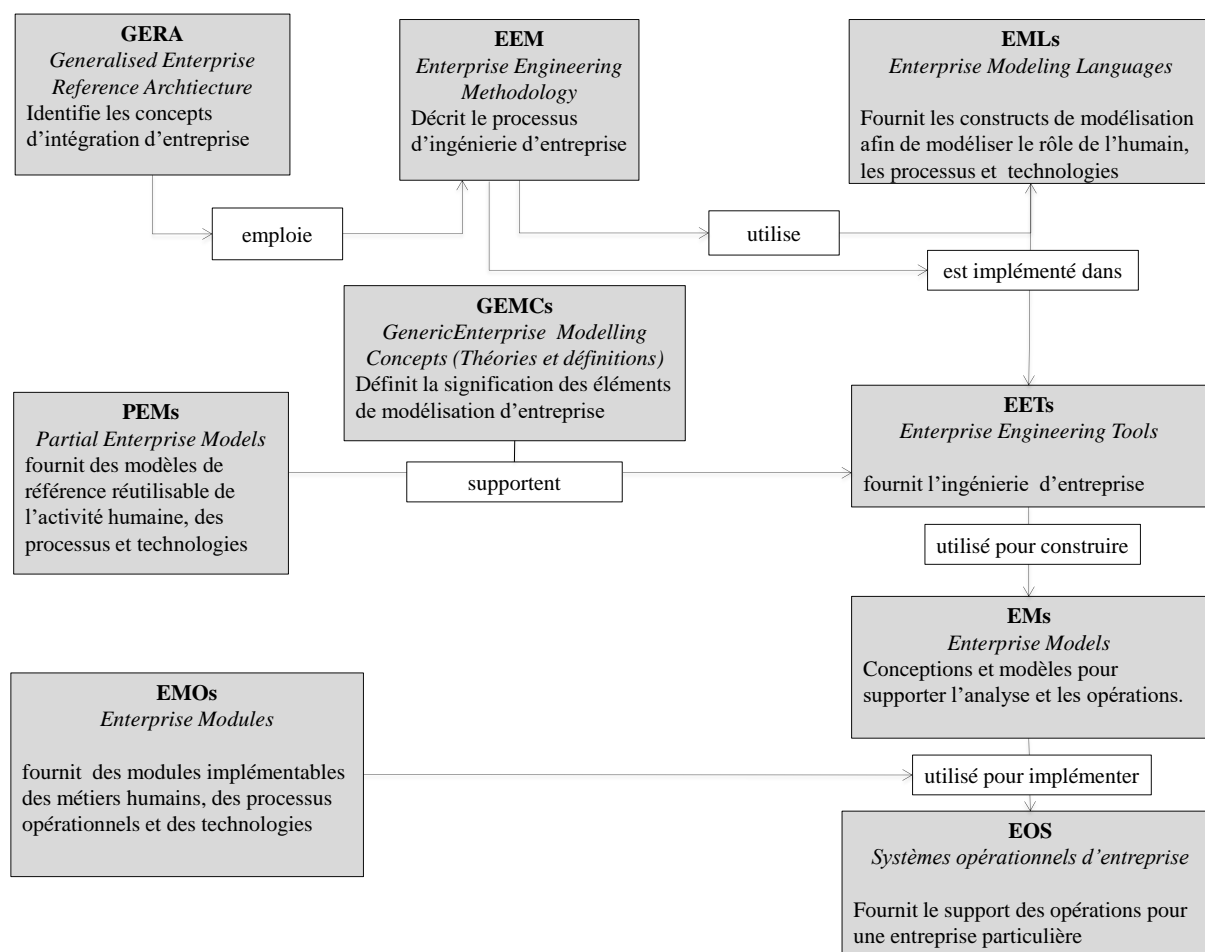 GERA
Generalised Enterprise
Reference Archtiecture
Identifie les concepts
d’intégration d’entreprise
EEM
Enterprise Engineering
Methodology
Décrit le processus
d’ingénierie d’entreprise
EMLs
Enterprise Modeling Languages
Fournit les constructs de modélisation
afin de modéliser le rôle de l’humain,
les processus et technologies
emploie
utilise
est implémenté dans
GEMCs
GenericEnterprise Modelling
Concepts (Théories et définitions)
Définit la signification des éléments
de modélisation d’entreprise
PEMs
Partial Enterprise Models
fournit des modèles de
référence réutilisable de
l’activité humaine, des
processus et technologies
supportent
EETs
Enterprise Engineering Tools
fournit l’ingénierie d’entreprise
utilisé pour construire
EMs
Enterprise Models
Conceptions et modèles pour
supporter l’analyse et les opérations.
EMOs
Enterprise Modules
fournit des modules implémentables
des métiers humains, des processus
opérationnels et des technologies
utilisé pour implémenter
EOS
Systèmes opérationnels d’entreprise
Fournit le support des opérations pour
une entreprise particulière